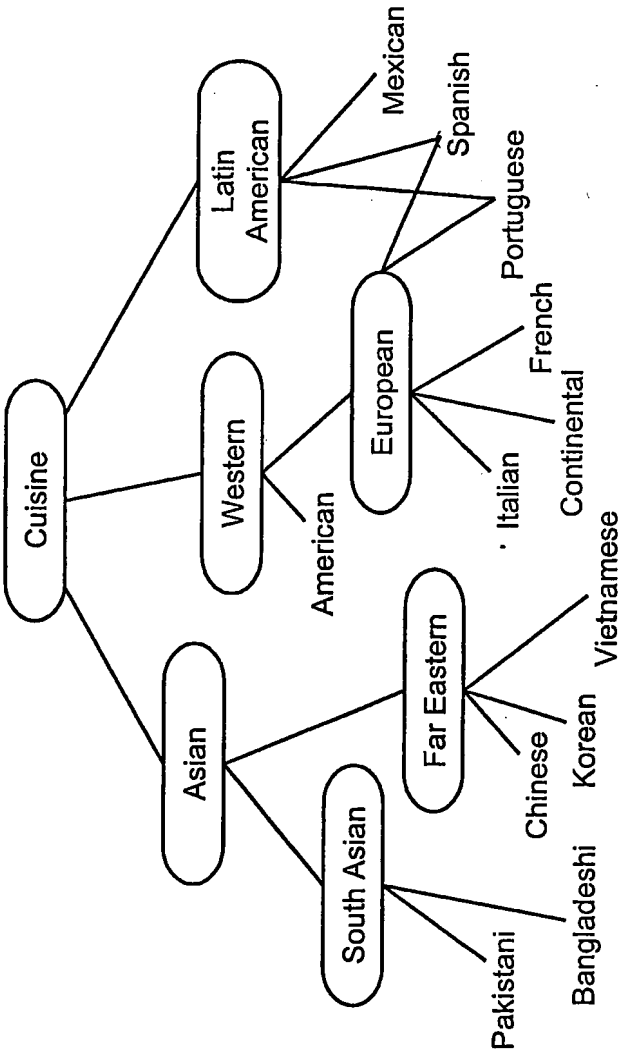 Cuisine
Asian
Western
Latin
American
South Asian
Far Eastern
American
European
Mexican
Spanish
Portuguese
Pakistani
Bangladeshi
Chinese
Korean
Vietnamese
Italian
Continental
French